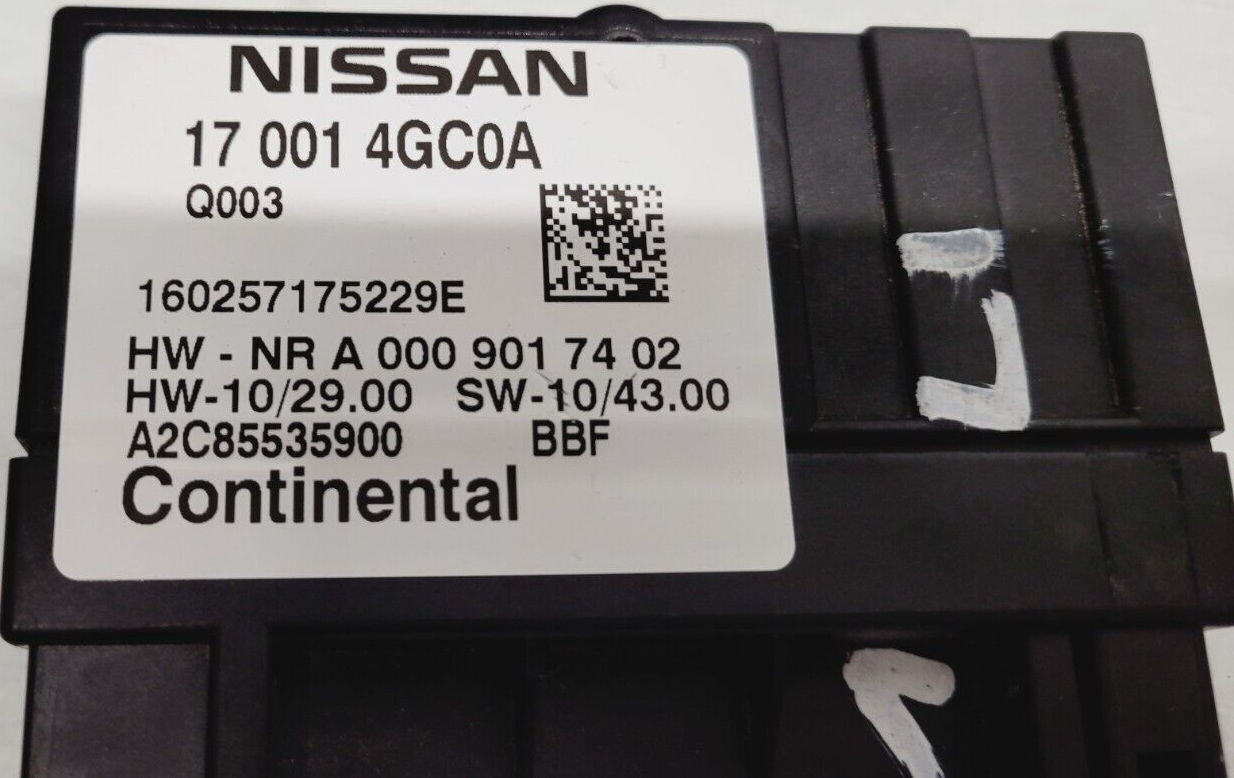 NISSAN
17 001 4GC0A
Q003
160257175229E
HW - NR A 000 901 74 02
HW-10/29.00 SW-10/43.00
A2C85535900 BBF
Continental